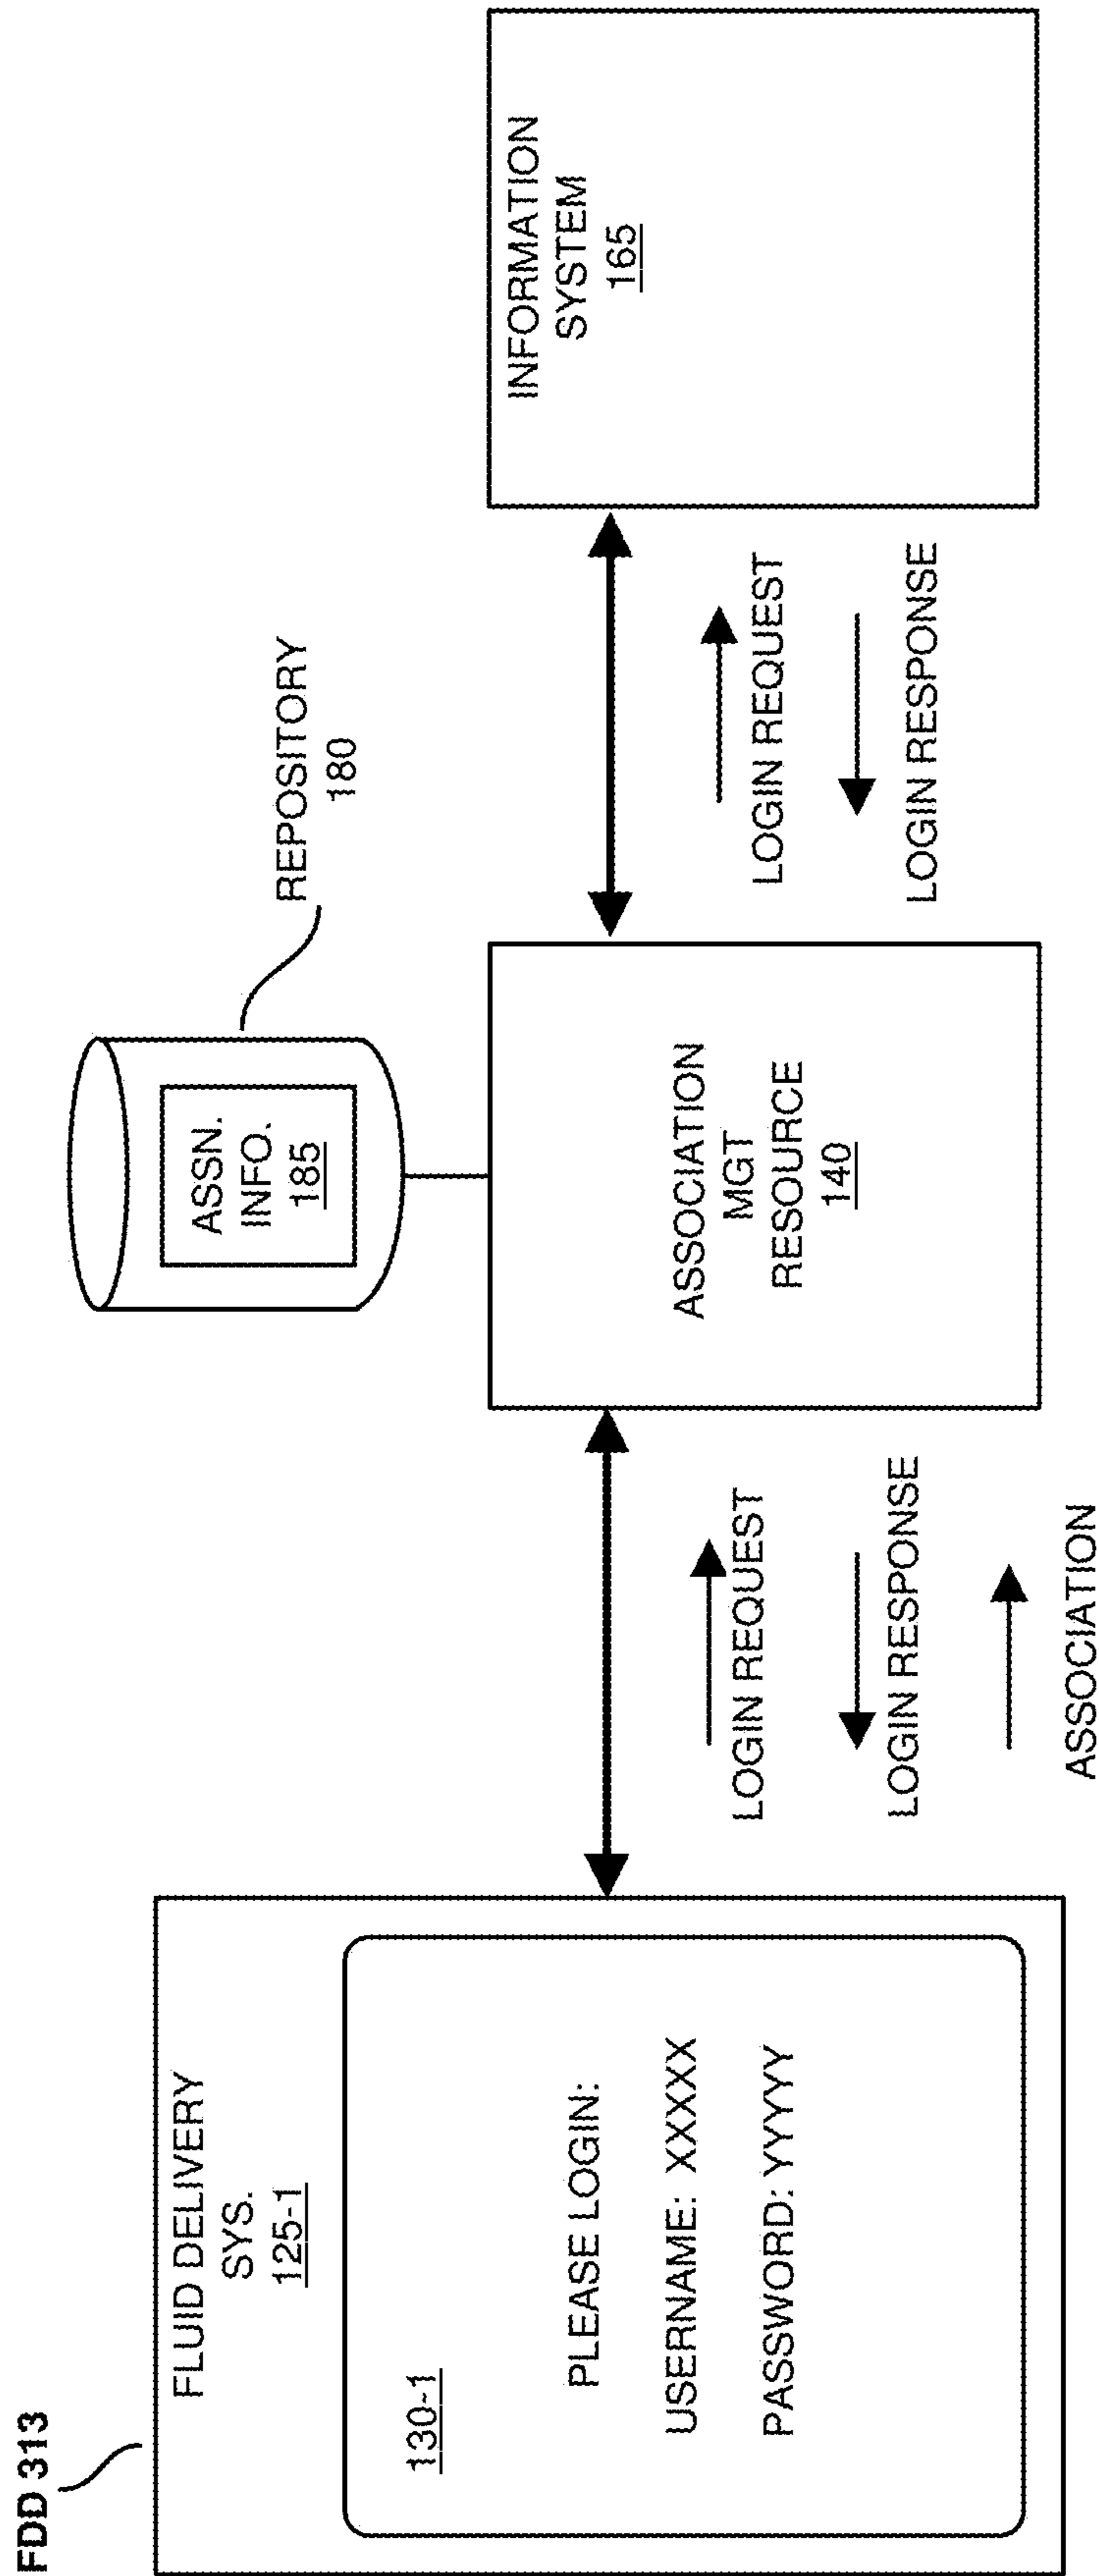 FDD 313
FLUID DELIVERY
SYS.
125-1
130-1
PLEASE LOGIN:
USERNAME: XXXXX
PASSWORD: YYYYY
LOGIN REQUEST
LOGIN RESPONSE
ASSOCIATION
REPOSITORY
180
ASSN.
INFO.
185
ASSOCIATION
MGT
RESOURCE
140
LOGIN REQUEST
LOGIN RESPONSE
INFORMATION
SYSTEM
165